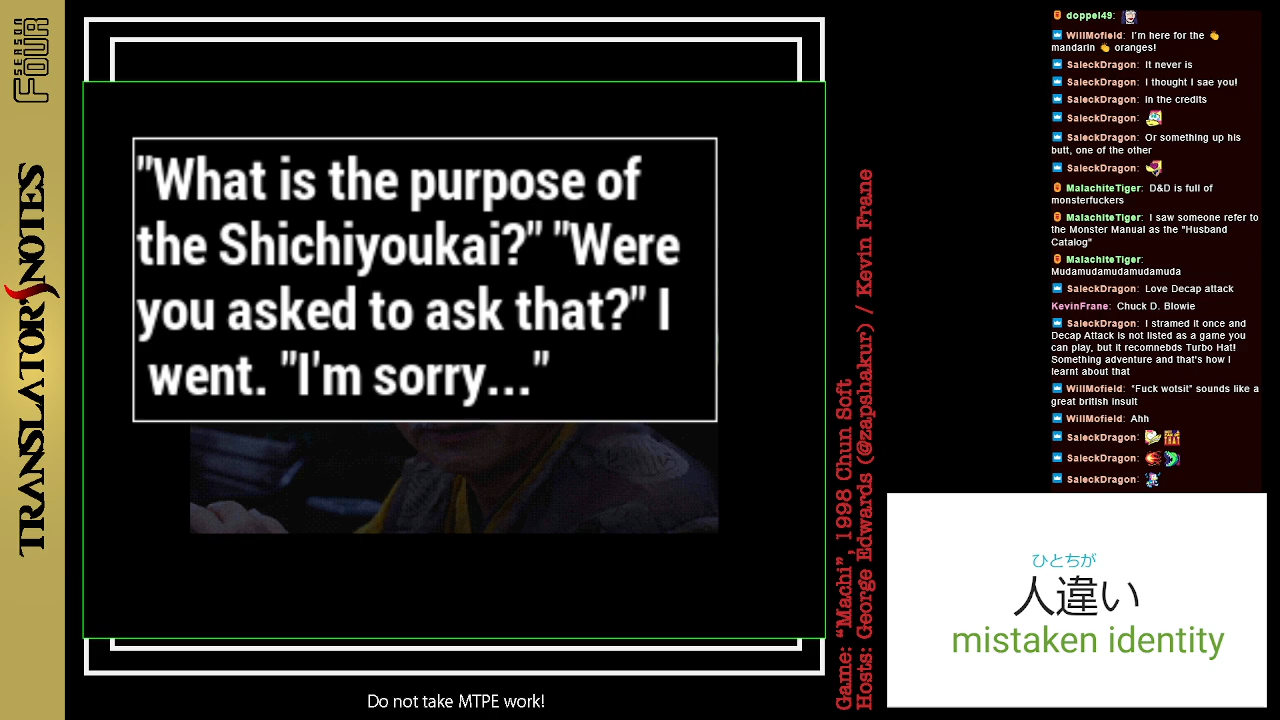 SEASON
FOUR
TRANSLATOR'S NOTES
"What is the purpose of
the Shichiyoukai?" "Were
you asked to ask that?" I
went. "I'm sorry..."
Do not take MTPE work!
Game: "Machi", 1998 Chun Soft
Hosts: George Edwards (@zapshakur) / Kevin Frane
doppel49:
WillMofield: I'm here for the 👏
mandarin 👏 oranges!
SaleckDragon: It never is
SaleckDragon: I thought I sae you!
SaleckDragon: In the credits
SaleckDragon:
SaleckDragon: Or something up his
butt, one of the other
SaleckDragon:
MalachiteTiger: D&D is full of
monsterfuckers
MalachiteTiger: I saw someone refer to
the Monster Manual as the "Husband
Catalog"
MalachiteTiger:
Mudamudamudamudamuda
SaleckDragon: Love Decap attack
KevinFrane: Chuck D. Blowie
SaleckDragon: I stramed it once and
Decap Attack is not listed as a game you
can play, but it recomnebds Turbo Hat!
Something adventure and that's how I
learnt about that
WillMofield: "Fuck wotsit" sounds like a
great british insult
WillMofield: Ahh
SaleckDragon:
SaleckDragon:
SaleckDragon:
ひとちが
人違い
mistaken identity